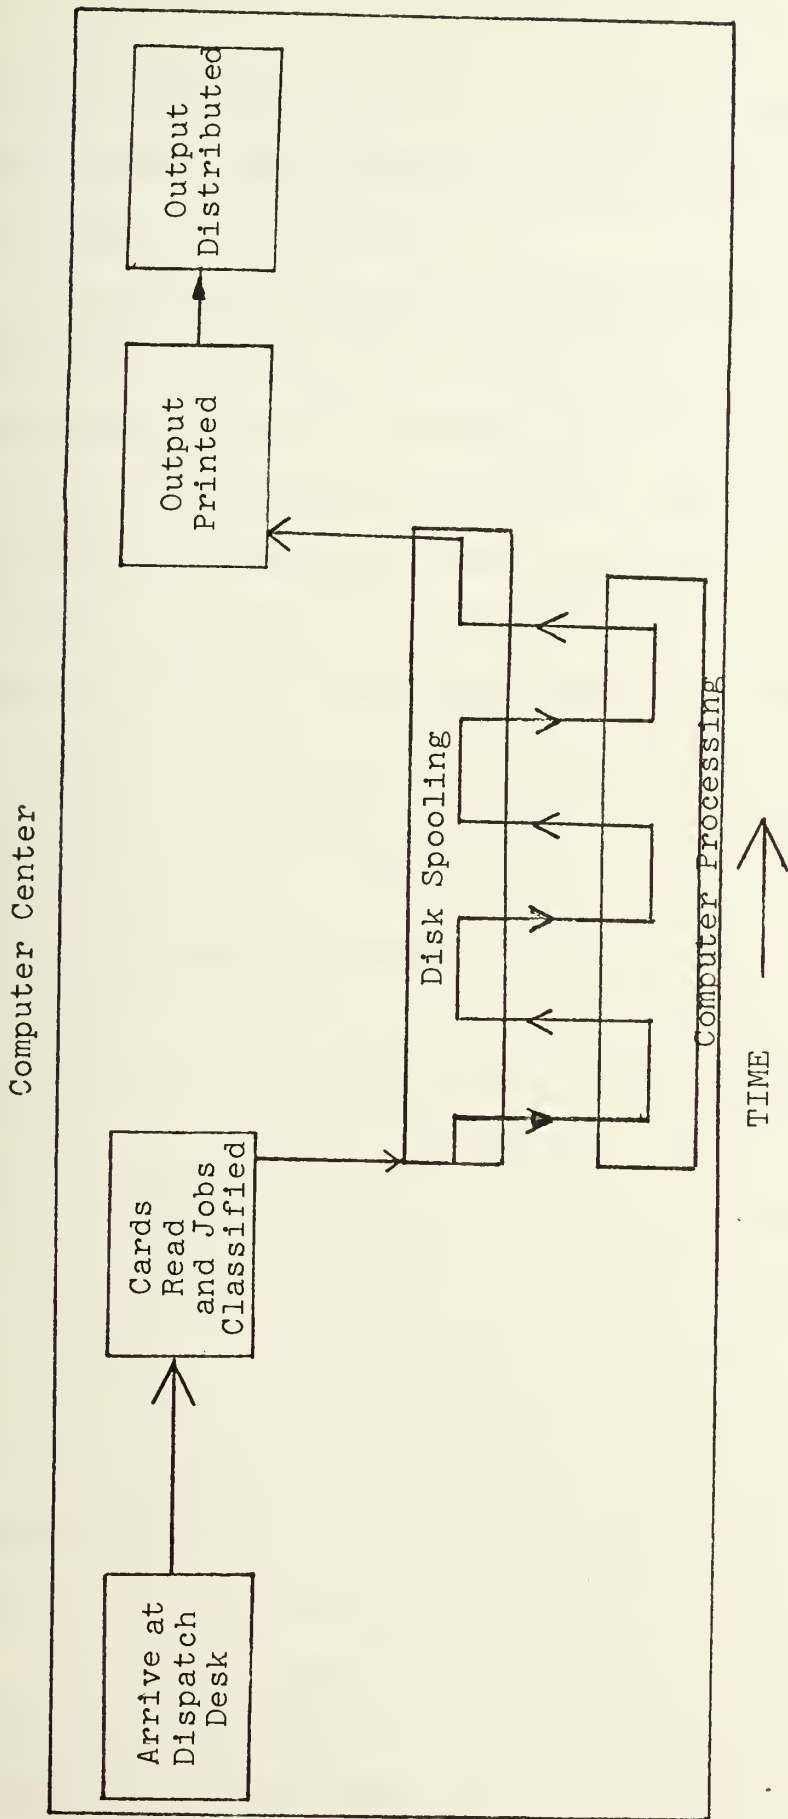 Computer Center
Arrive at
Dispatch
Desk
Cards
Read
and Jobs
Classified
Disk Spooling
Computer Processing
Output
Printed
Output
Distributed
TIME